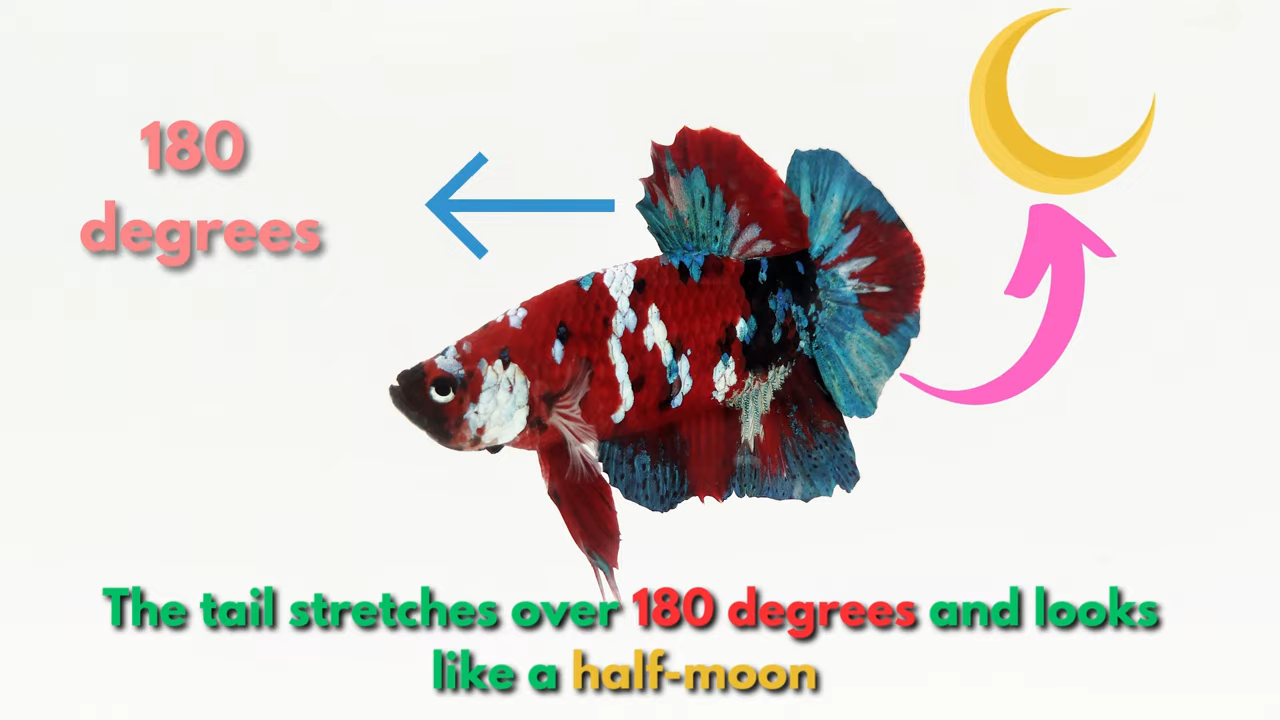 180
degrees
The tail stretches over 180 degrees and looks
like a half-moon